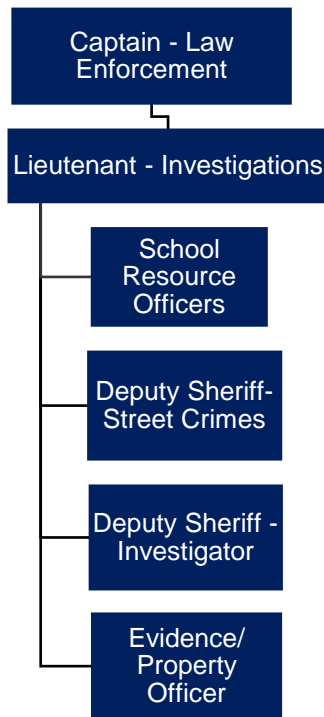 Captain - Law
Enforcement
Lieutenant - Investigations
School
Resource
Officers
Deputy Sheriff-
Street Crimes
Deputy Sheriff -
Investigator
Evidence/
Property
Officer